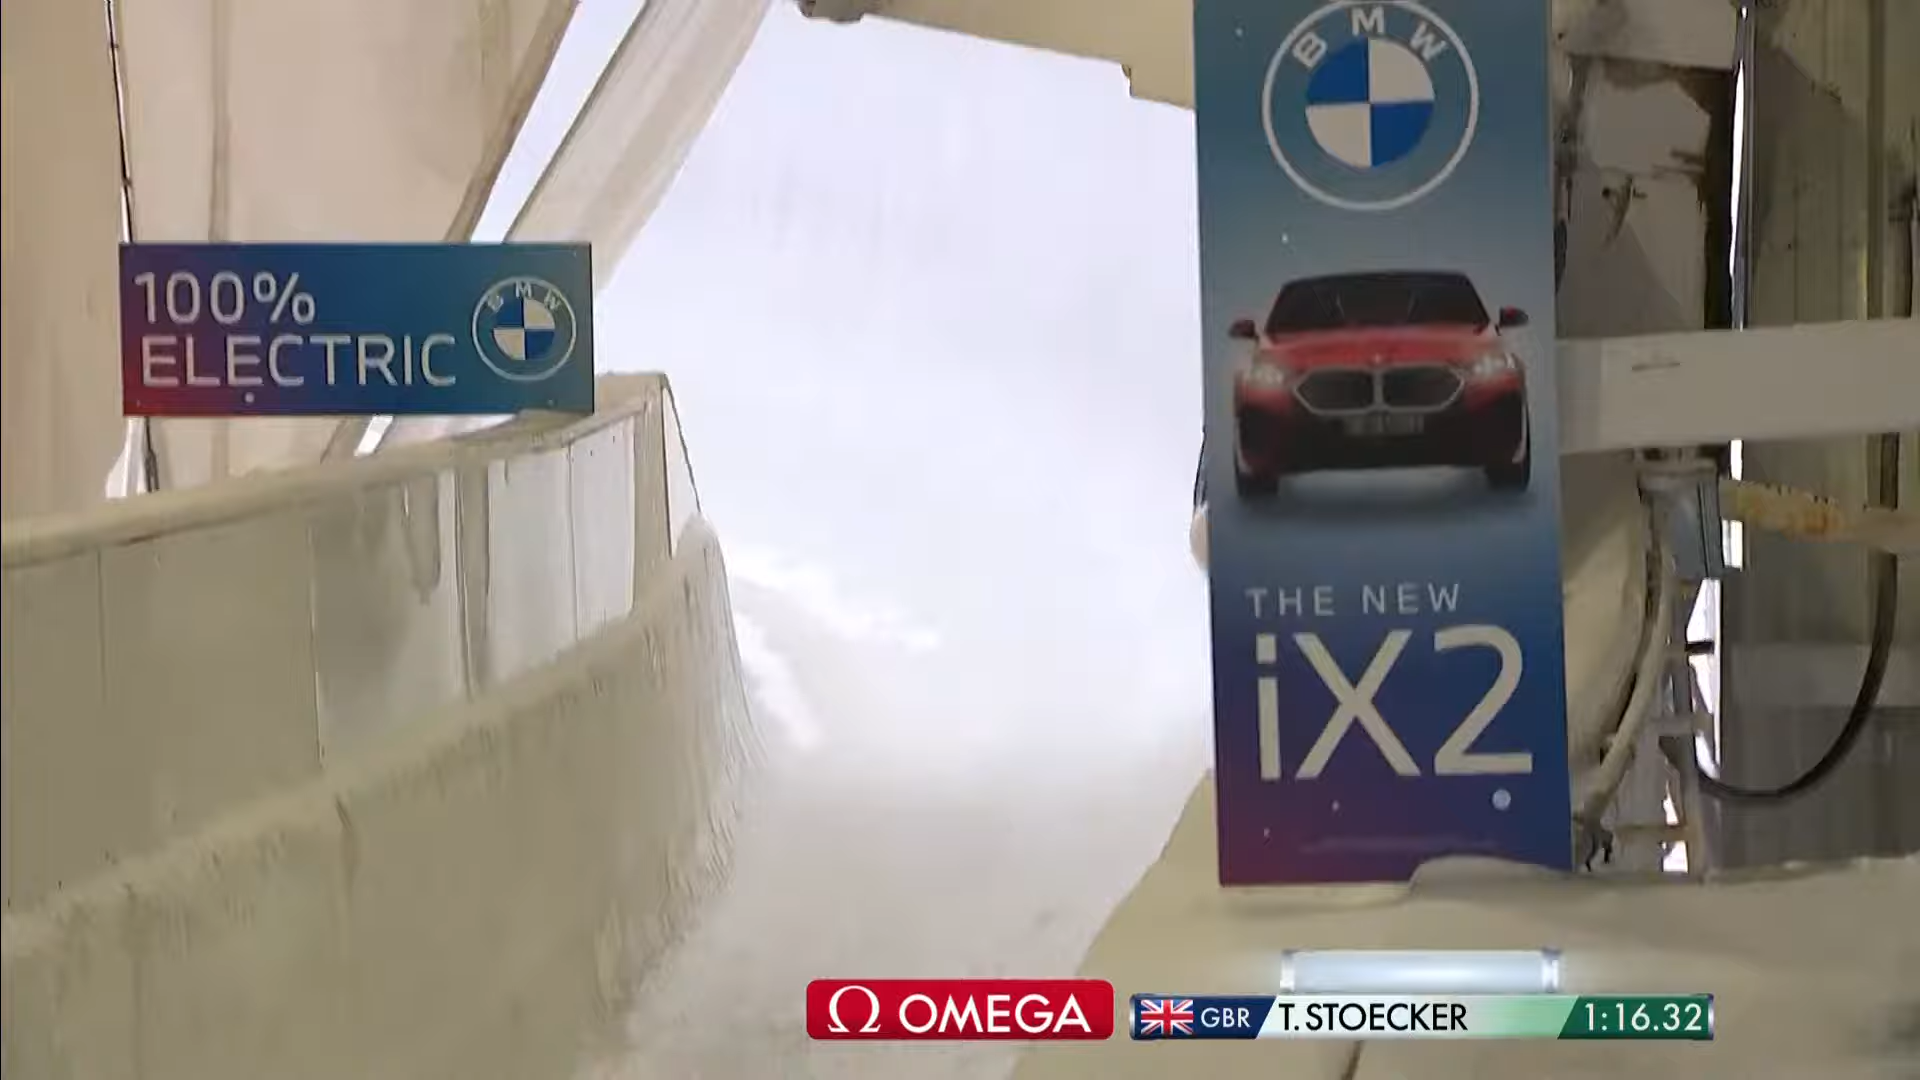 BMW
100%
ELECTRIC
BMW
THE NEW
iX2
Ω OMEGA
GBR T. STOECKER 1:16.32